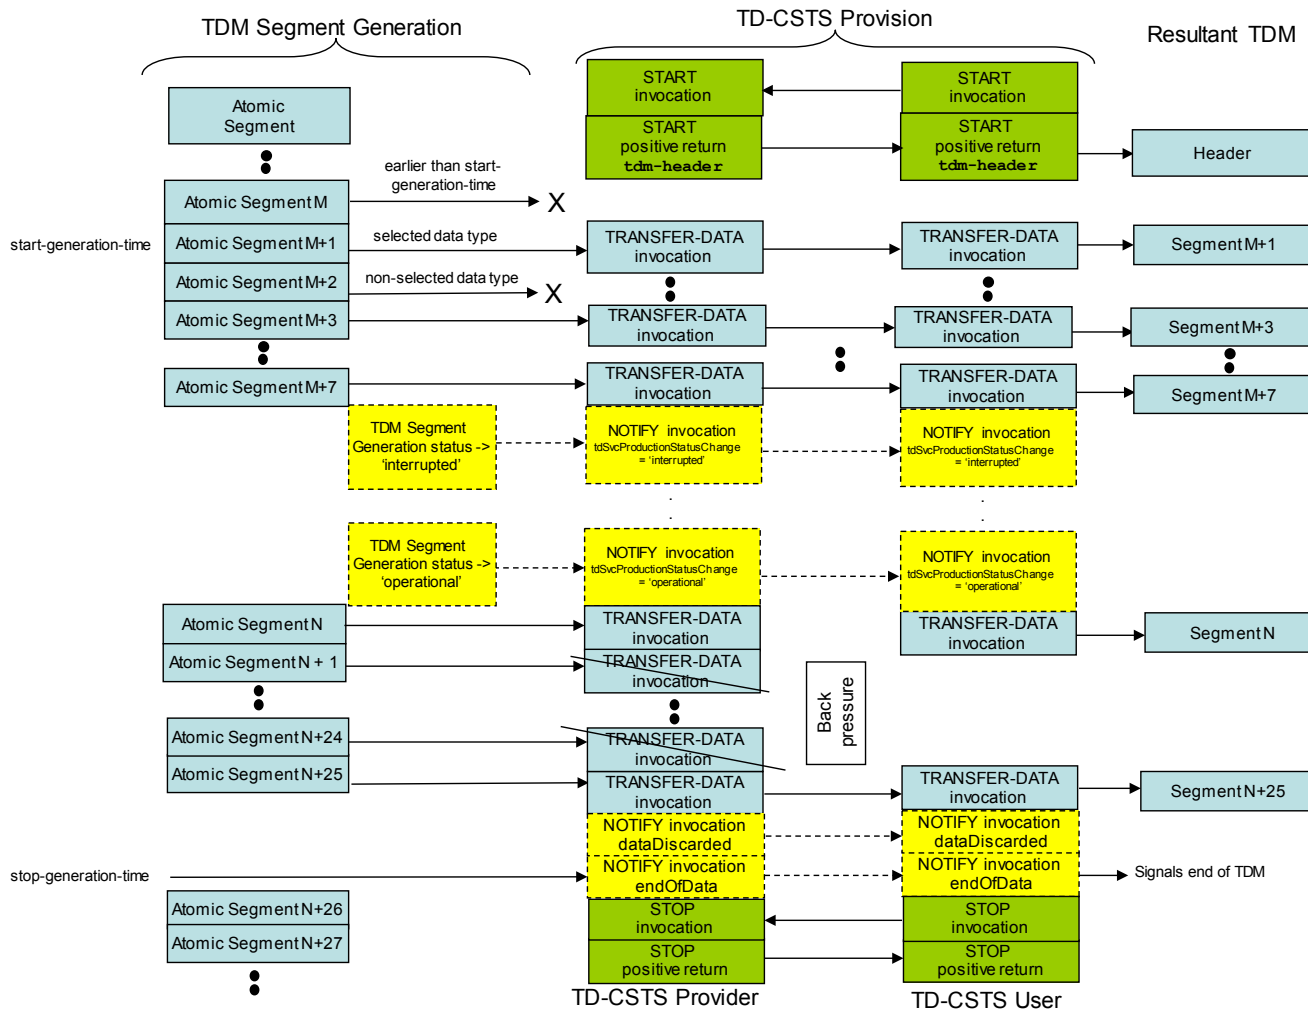 TDM Segment Generation
TD-CSTS Provision
Resultant TDM
START
invocation
START
invocation
Atomic
Segment
START
positive return
tdm-header
START
positive return
tdm-header
Header
earlier than start-
generation-time
Atomic Segment M
X
start-generation-time
Atomic Segment M+1
selected data type
TRANSFER-DATA
invocation
TRANSFER-DATA
invocation
Segment M+1
Atomic Segment M+2
non-selected data type
X
Atomic Segment M+3
TRANSFER-DATA
invocation
TRANSFER-DATA
invocation
Segment M+3
Atomic Segment M+7
TRANSFER-DATA
invocation
TRANSFER-DATA
invocation
Segment M+7
TDM Segment
Generation status ->
'interrupted'
NOTIFY invocation
tdSvcProductionStatusChange
= 'interrupted'
NOTIFY invocation
tdSvcProductionStatusChange
= 'interrupted'
TDM Segment
Generation status ->
'operational'
NOTIFY invocation
tdSvcProductionStatusChange
= 'operational'
NOTIFY invocation
tdSvcProductionStatusChange
= 'operational'
Atomic Segment N
TRANSFER-DATA
invocation
TRANSFER-DATA
invocation
Segment N
Atomic Segment N + 1
TRANSFER-DATA
invocation
Back
pressure
Atomic Segment N+24
TRANSFER-DATA
invocation
Atomic Segment N+25
TRANSFER-DATA
invocation
TRANSFER-DATA
invocation
Segment N+25
NOTIFY invocation
dataDiscarded
NOTIFY invocation
dataDiscarded
stop-generation-time
NOTIFY invocation
endOfData
NOTIFY invocation
endOfData
Signals end of TDM
Atomic Segment N+26
STOP
invocation
STOP
invocation
Atomic Segment N+27
STOP
positive return
STOP
positive return
TD-CSTS Provider
TD-CSTS User